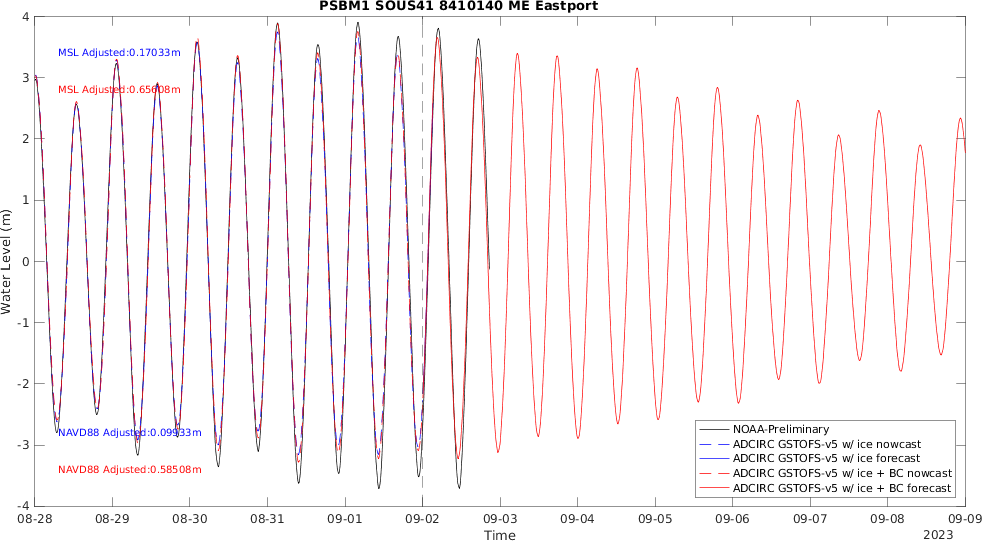 PSBM1 SOUS41 8410140 ME Eastport
4
3
2
1
0
-1
-2
-3
-4
Water Level (m)
MSL Adjusted:0.17033m
MSL Adjusted:0.65608m
NAVD88 Adjusted:0.09933m
NAVD88 Adjusted:0.58508m
NOAA-Preliminary
ADCIRC GSTOFS-v5 w/ ice nowcast
ADCIRC GSTOFS-v5 w/ ice forecast
ADCIRC GSTOFS-v5 w/ ice + BC nowcast
ADCIRC GSTOFS-v5 w/ ice + BC forecast
08-28 08-29 08-30 08-31 09-01 09-02 09-03 09-04 09-05 09-06 09-07 09-08 09-09
Time
2023